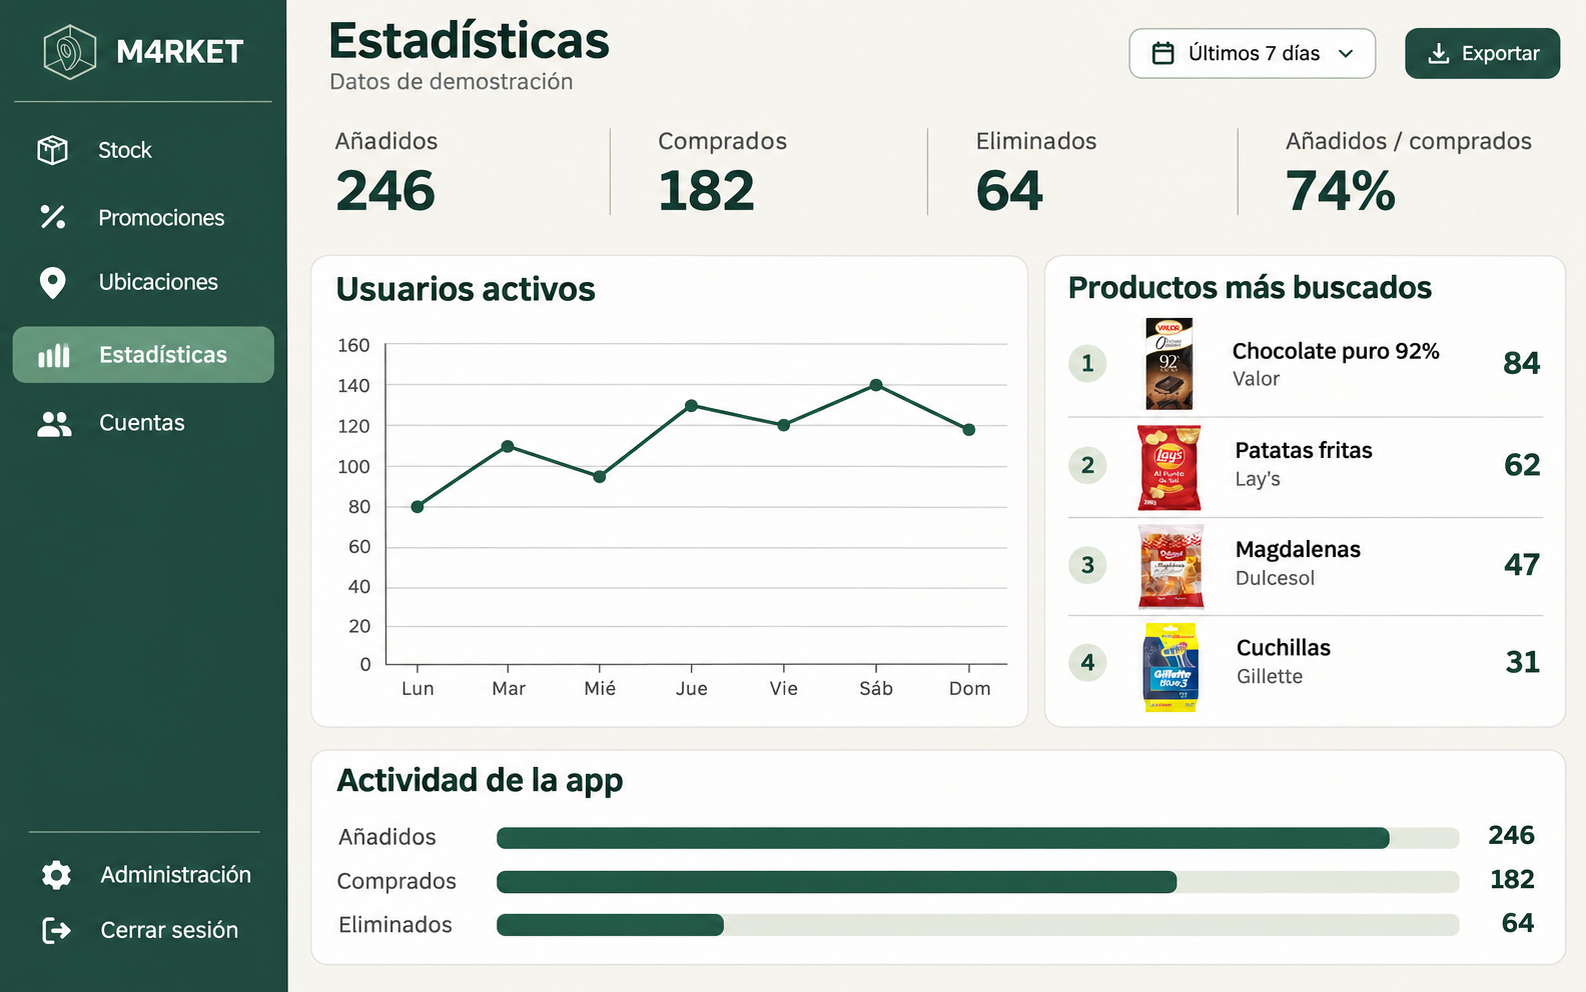 M4RKET
Stock
Promociones
Ubicaciones
Estadísticas
Cuentas
Administración
Cerrar sesión
Estadísticas
Datos de demostración
Últimos 7 días
Exportar
Añadidos
246
Comprados
182
Eliminados
64
Añadidos / comprados
74%
Usuarios activos
160
140
120
100
80
60
40
20
0
Lun Mar Mié Jue Vie Sáb Dom
Productos más buscados
1
VALOR
92%
Chocolate puro 92%
Valor
84
2
Lay's
Patatas fritas
Lay's
62
3
Magdalenas
Dulcesol
47
4
Gillette
Cuchillas
Gillette
31
Actividad de la app
Añadidos 246
Comprados 182
Eliminados 64